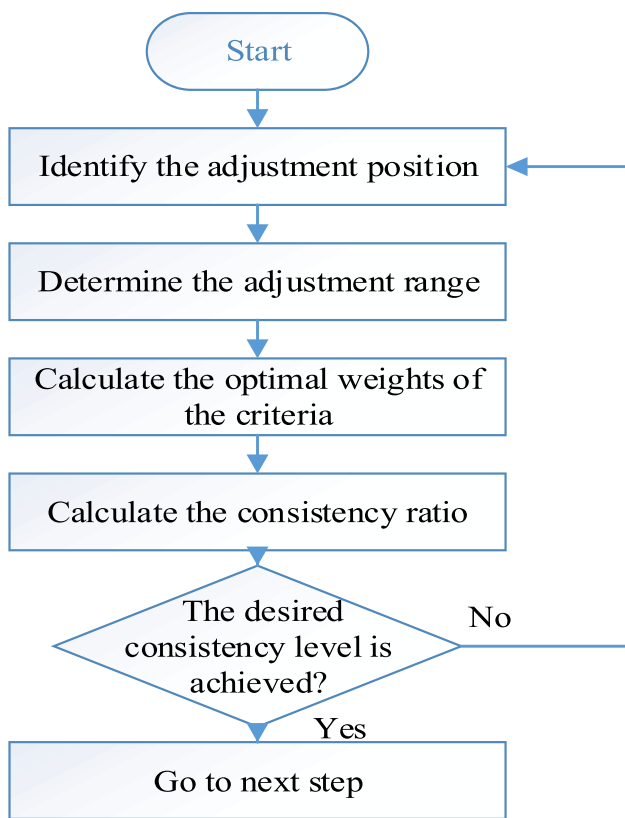 Start
Identify the adjustment position
Determine the adjustment range
Calculate the optimal weights of
the criteria
Calculate the consistency ratio
The desired
consistency level is
achieved?
No
Yes
Go to next step